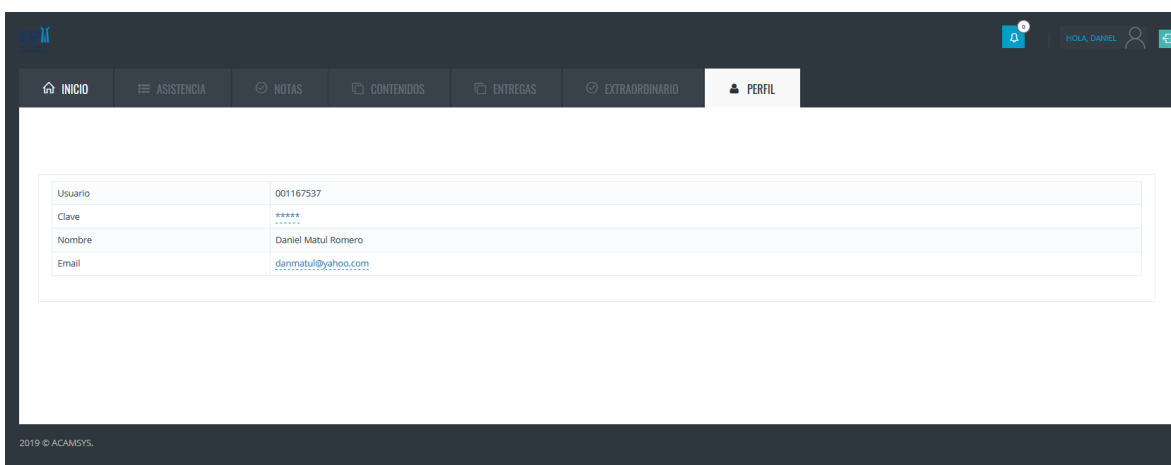 0
HOLA, DANIEL
INICIO ASISTENCIA NOTAS CONTENIDOS ENTREGAS EXTRAORDINARIO PERFIL
Usuario 001167537
Clave *****
Nombre Daniel Matul Romero
Email danmatul@yahoo.com
2019 © ACAMSYS.